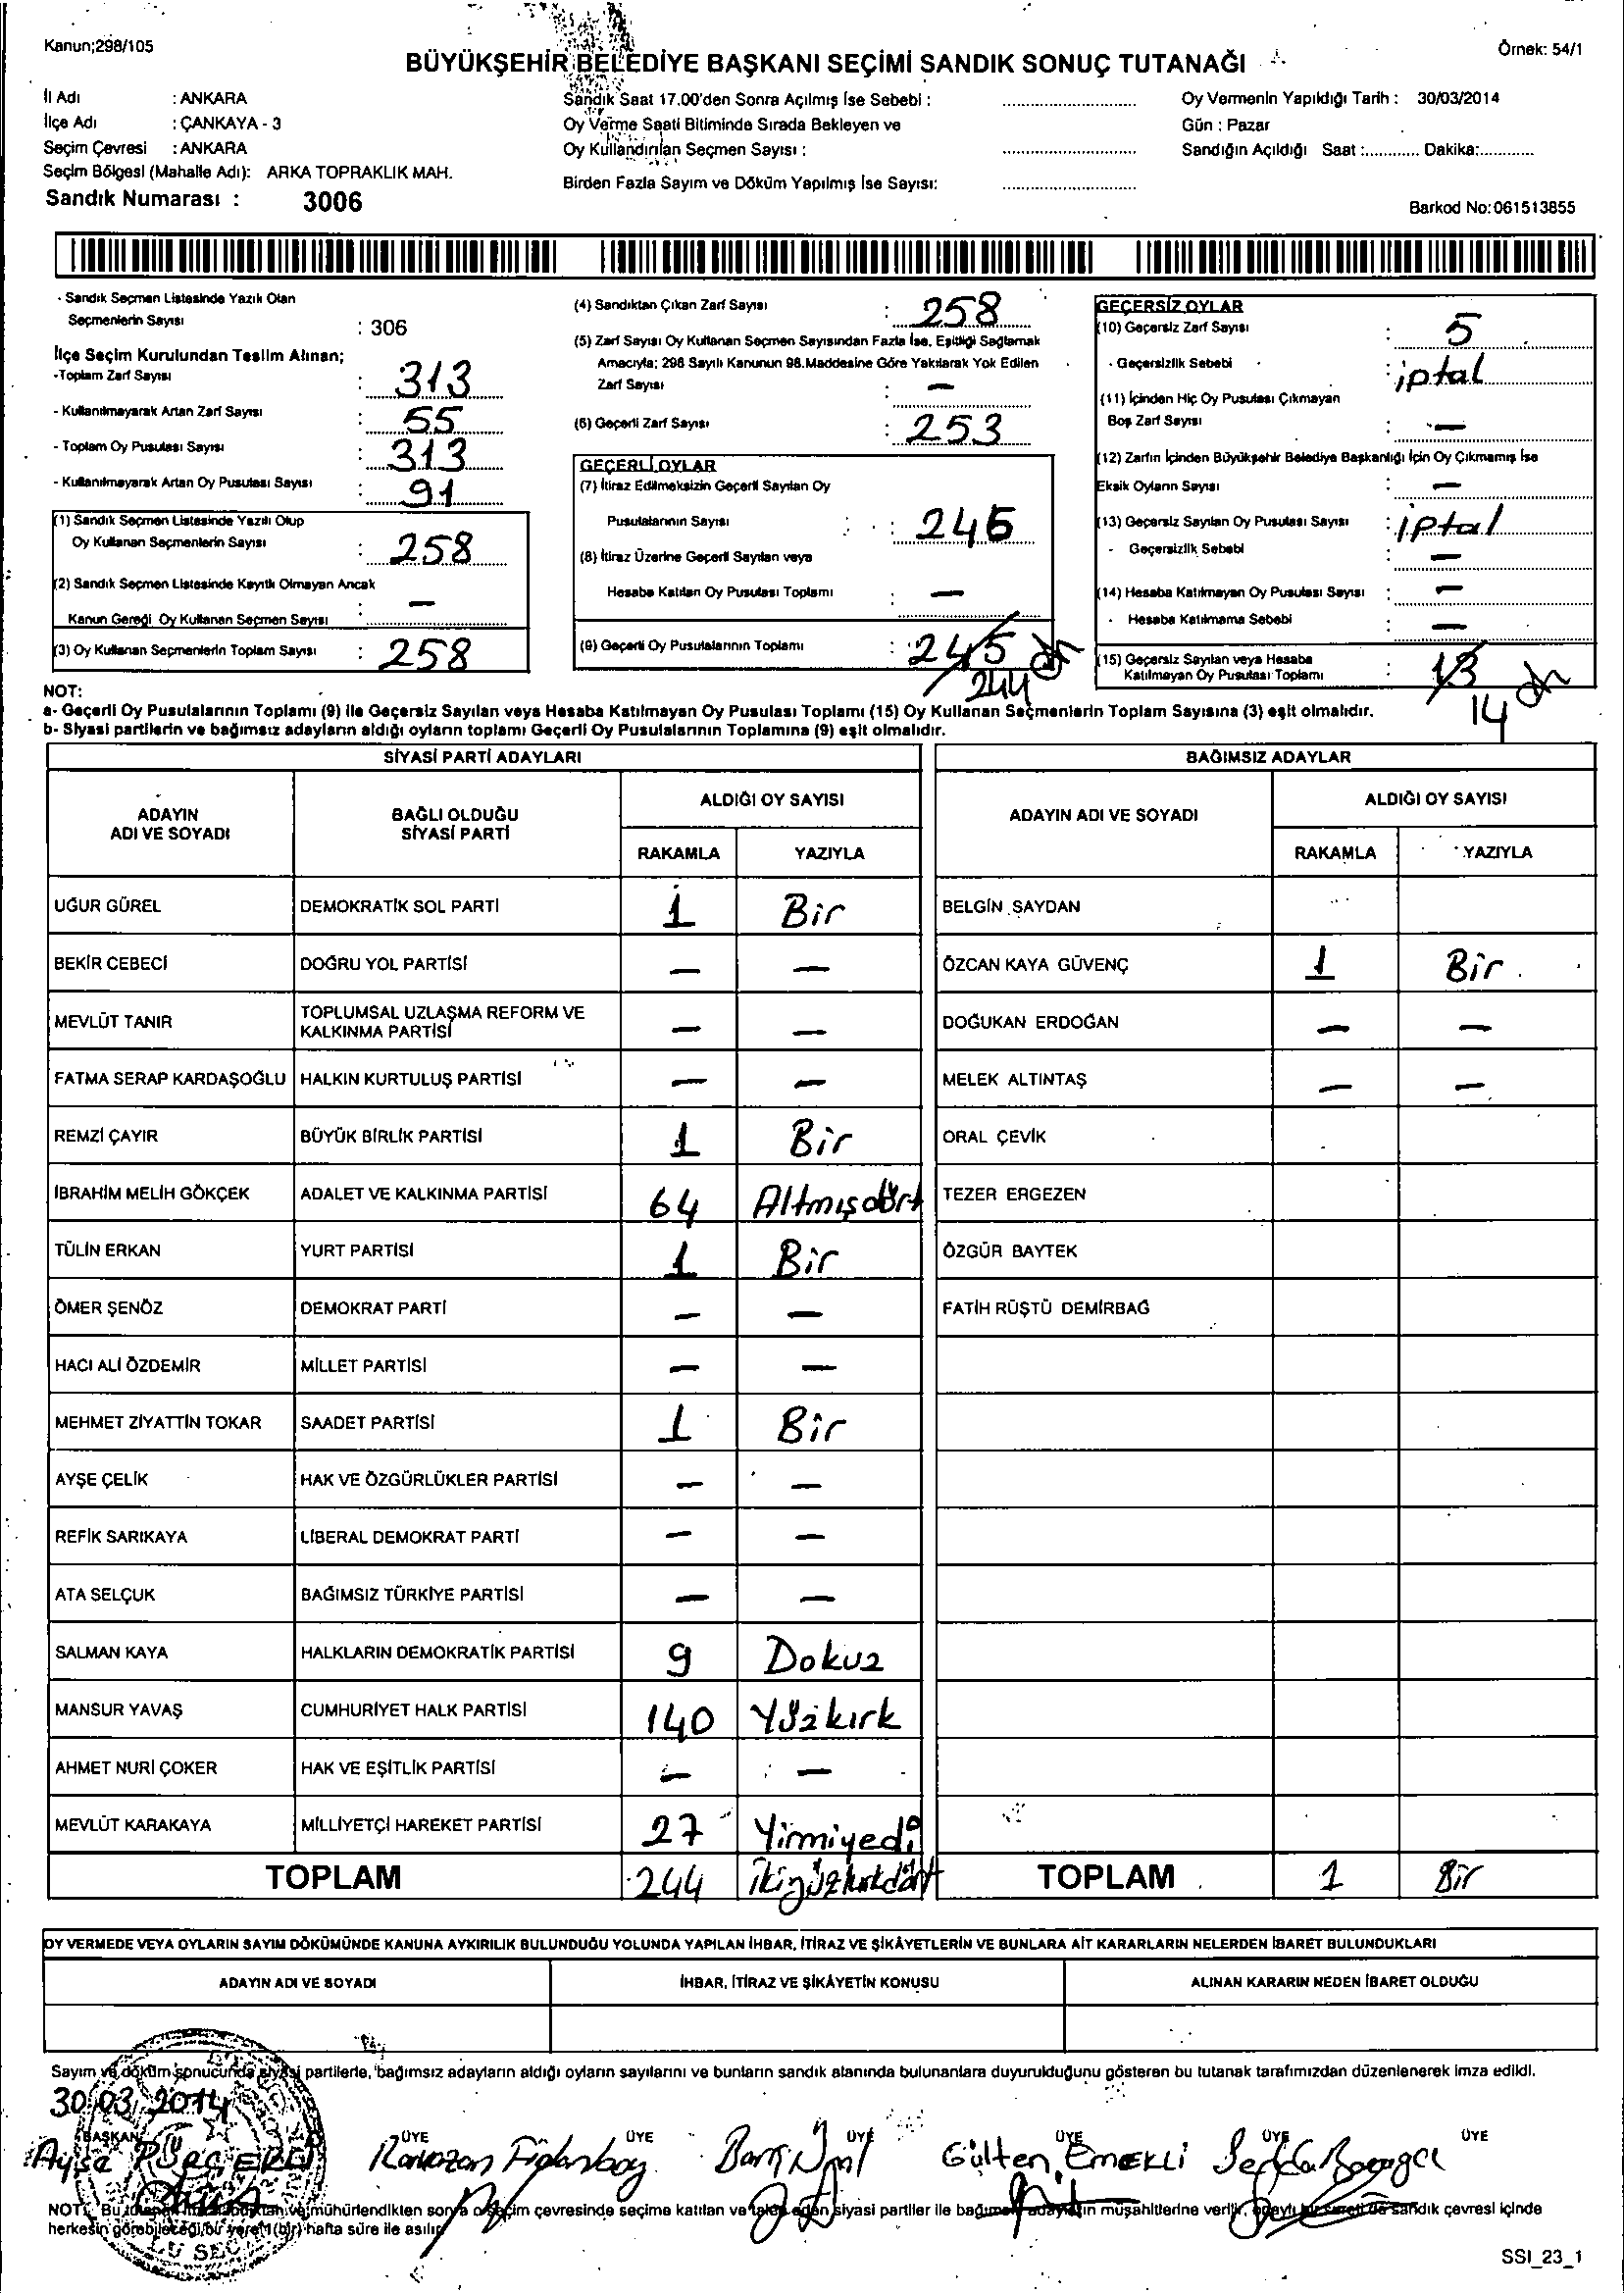 Kanun;298/105
Örnek: 54/1
BÜYÜKŞEHİR BELEDİYE BAŞKANI SEÇİMİ SANDIK SONUÇ TUTANAĞI
İl Adı : ANKARA
İlçe Adı : ÇANKAYA - 3
Seçim Çevresi : ANKARA
Seçim Bölgesi (Mahalle Adı): ARKA TOPRAKLIK MAH.
Sandık Numarası : 3006
Sandık Saat 17.00'den Sonra Açılmış İse Sebebi :
Oy Verme Saati Bitiminde Sırada Bekleyen ve
Oy Kullandırılan Seçmen Sayısı :
Birden Fazla Sayım ve Döküm Yapılmış İse Sayısı:
Oy Vermenin Yapıldığı Tarih : 30/03/2014
Gün : Pazar
Sandığın Açıldığı Saat :............ Dakika:............
Barkod No:061513855
- Sandık Seçmen Listesinde Yazılı Olan
Seçmenlerin Sayısı : 306
İlçe Seçim Kurulundan Teslim Alınan;
-Toplam Zarf Sayısı : 313
- Kullanılmayarak Artan Zarf Sayısı : 55
- Toplam Oy Pusulası Sayısı : 313
- Kullanılmayarak Artan Oy Pusulası Sayısı : 91
(1) Sandık Seçmen Listesinde Yazılı Olup
Oy Kullanan Seçmenlerin Sayısı : 258
(2) Sandık Seçmen Listesinde Kayıtlı Olmayan Ancak
Kanun Gereği Oy Kullanan Seçmen Sayısı : —
(3) Oy Kullanan Seçmenlerin Toplam Sayısı : 258
(4) Sandıktan Çıkan Zarf Sayısı : 258
(5) Zarf Sayısı Oy Kullanan Seçmen Sayısından Fazla İse, Eşitliği Sağlamak
Amacıyla; 298 Sayılı Kanunun 98.Maddesine Göre Yakılarak Yok Edilen
Zarf Sayısı : —
(6) Geçerli Zarf Sayısı : 253
GEÇERLİ OYLAR
(7) İtiraz Edilmeksizin Geçerli Sayılan Oy
Pusulalarının Sayısı : 245
(8) İtiraz Üzerine Geçerli Sayılan veya
Hesaba Katılan Oy Pusulası Toplamı : —
(9) Geçerli Oy Pusulalarının Toplamı : 245
244
GEÇERSİZ OYLAR
(10) Geçersiz Zarf Sayısı : 5
- Geçersizlik Sebebi : iptal
(11) İçinden Hiç Oy Pusulası Çıkmayan
Boş Zarf Sayısı : —
(12) Zarfın İçinden Büyükşehir Belediye Başkanlığı İçin Oy Çıkmamış İse
Eksik Oyların Sayısı : —
(13) Geçersiz Sayılan Oy Pusulası Sayısı : iptal
- Geçersizlik Sebebi : —
(14) Hesaba Katılmayan Oy Pusulası Sayısı : —
- Hesaba Katılmama Sebebi : —
(15) Geçersiz Sayılan veya Hesaba
Katılmayan Oy Pusulası Toplamı : 13
14
NOT:
a- Geçerli Oy Pusulalarının Toplamı (9) ile Geçersiz Sayılan veya Hesaba Katılmayan Oy Pusulası Toplamı (15) Oy Kullanan Seçmenlerin Toplam Sayısına (3) eşit olmalıdır.
b- Siyasi partilerin ve bağımsız adayların aldığı oyların toplamı Geçerli Oy Pusulalarının Toplamına (9) eşit olmalıdır.
SİYASİ PARTİ ADAYLARI
ADAYIN ADI VE SOYADI
BAĞLI OLDUĞU SİYASİ PARTİ
ALDIĞI OY SAYISI
RAKAMLA YAZIYLA
UĞUR GÜREL DEMOKRATİK SOL PARTİ 1 Bir
BEKİR CEBECİ DOĞRU YOL PARTİSİ — —
MEVLÜT TANIR TOPLUMSAL UZLAŞMA REFORM VE KALKINMA PARTİSİ — —
FATMA SERAP KARDAŞOĞLU HALKIN KURTULUŞ PARTİSİ — —
REMZİ ÇAYIR BÜYÜK BİRLİK PARTİSİ 1 Bir
İBRAHİM MELİH GÖKÇEK ADALET VE KALKINMA PARTİSİ 64 Altmışdört
TÜLİN ERKAN YURT PARTİSİ 1 Bir
ÖMER ŞENÖZ DEMOKRAT PARTİ — —
HACI ALİ ÖZDEMİR MİLLET PARTİSİ — —
MEHMET ZİYATTİN TOKAR SAADET PARTİSİ 1 Bir
AYŞE ÇELİK HAK VE ÖZGÜRLÜKLER PARTİSİ — —
REFİK SARIKAYA LİBERAL DEMOKRAT PARTİ — —
ATA SELÇUK BAĞIMSIZ TÜRKİYE PARTİSİ — —
SALMAN KAYA HALKLARIN DEMOKRATİK PARTİSİ 9 Dokuz
MANSUR YAVAŞ CUMHURİYET HALK PARTİSİ 140 Yüzkırk
AHMET NURİ ÇOKER HAK VE EŞİTLİK PARTİSİ — —
MEVLÜT KARAKAYA MİLLİYETÇİ HAREKET PARTİSİ 27 Yirmiyedi
TOPLAM 244 ikiyüzkırkdört
BAĞIMSIZ ADAYLAR
ADAYIN ADI VE SOYADI
ALDIĞI OY SAYISI
RAKAMLA YAZIYLA
BELGİN SAYDAN
ÖZCAN KAYA GÜVENÇ 1 Bir
DOĞUKAN ERDOĞAN — —
MELEK ALTINTAŞ — —
ORAL ÇEVİK
TEZER ERGEZEN
ÖZGÜR BAYTEK
FATİH RÜŞTÜ DEMİRBAĞ
TOPLAM 1 Bir
OY VERMEDE VEYA OYLARIN SAYIM DÖKÜMÜNDE KANUNA AYKIRILIK BULUNDUĞU YOLUNDA YAPILAN İHBAR, İTİRAZ VE ŞİKÂYETLERİN VE BUNLARA AİT KARARLARIN NELERDEN İBARET BULUNDUKLARI
ADAYIN ADI VE SOYADI İHBAR, İTİRAZ VE ŞİKÂYETİN KONUSU ALINAN KARARIN NEDEN İBARET OLDUĞU
Sayım ve döküm sonucunda siyasi partilerle, bağımsız adayların aldığı oyların sayılarını ve bunların sandık alanında bulunanlara duyurulduğunu gösteren bu tutanak tarafımızdan düzenlenerek imza edildi.
30.03.2014
BAŞKAN ÜYE ÜYE ÜYE ÜYE ÜYE ÜYE
Ayşe Ramazan Gülten EMEKLİ
NOT: Bu mühürlendikten sonra o seçim çevresinde seçime katılan ve talep eden siyasi partiler ile bağımsız adayların müşahitlerine verilir, sandık çevresi içinde
herkesin görebileceği bir yere 1 (bir) hafta süre ile asılır.
SSI_23_1